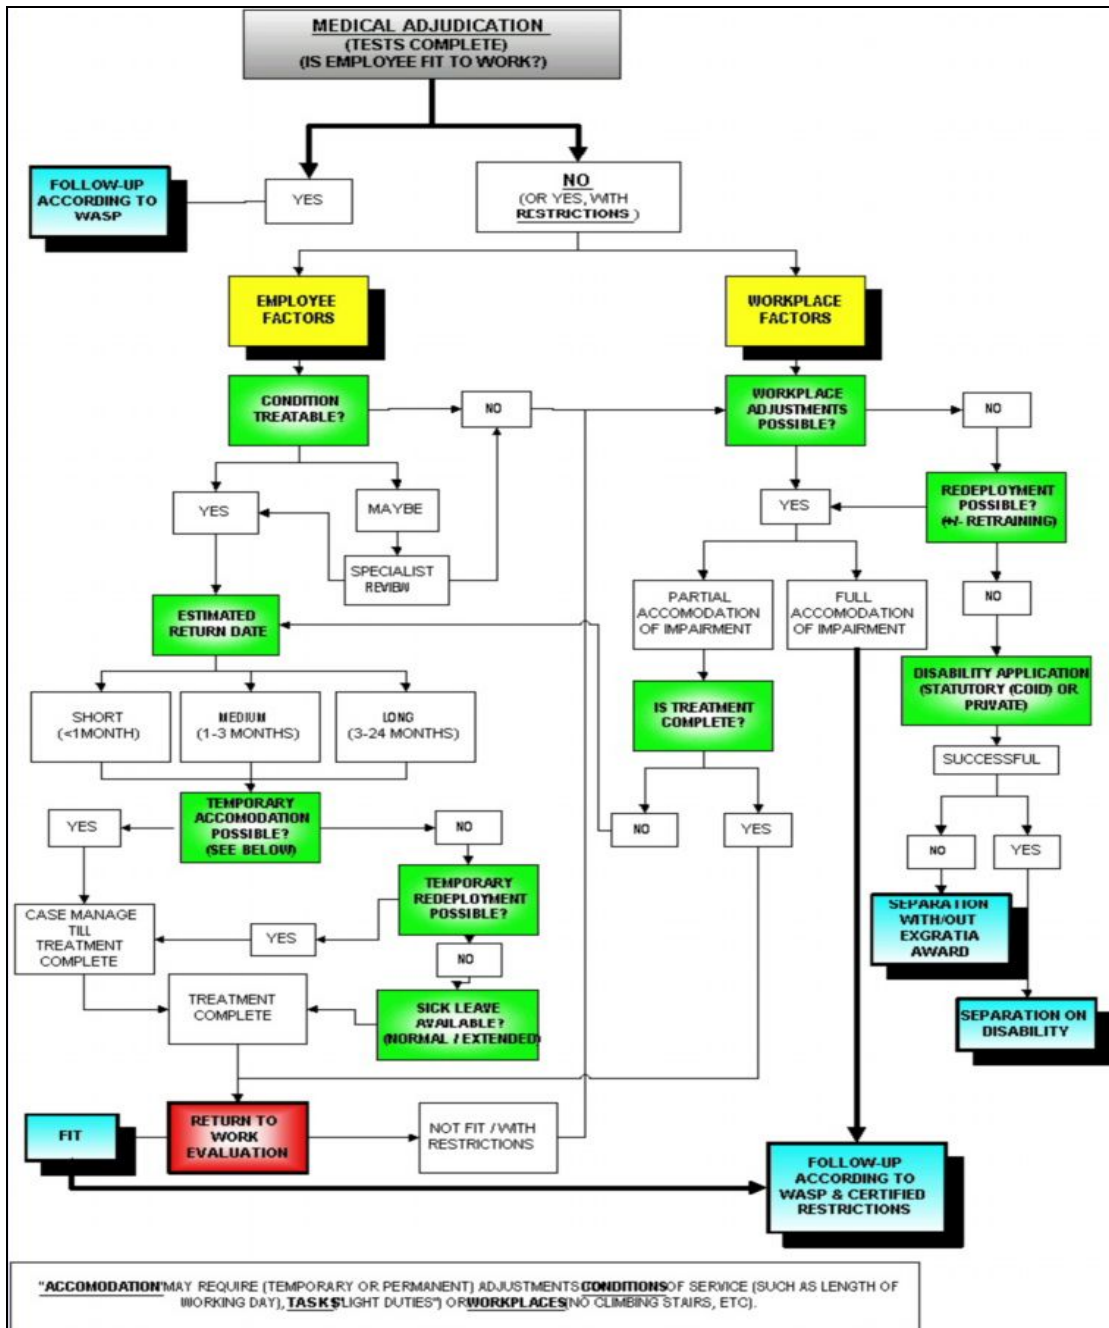 MEDICAL ADJUDICATION
(TESTS COMPLETE)
(IS EMPLOYEE FIT TO WORK?)
FOLLOW-UP
ACCORDING TO
WASP
YES
NO
(OR YES, WITH
RESTRICTIONS )
EMPLOYEE
FACTORS
WORKPLACE
FACTORS
CONDITION
TREATABLE?
NO
WORKPLACE
ADJUSTMENTS
POSSIBLE?
NO
YES
MAYBE
YES
REDEPLOYMENT
POSSIBLE?
(+/- RETRAINING)
SPECIALIST
REVIEW
PARTIAL
ACCOMODATION
OF IMPAIRMENT
FULL
ACCOMODATION
OF IMPAIRMENT
NO
ESTIMATED
RETURN DATE
DISABILITY APPLICATION
(STATUTORY (COID) OR
PRIVATE)
SHORT
(<1MONTH)
MEDIUM
(1-3 MONTHS)
LONG
(3-24 MONTHS)
IS TREATMENT
COMPLETE?
SUCCESSFUL
YES
TEMPORARY
ACCOMODATION
POSSIBLE?
(SEE BELOW)
NO
NO
YES
NO
YES
TEMPORARY
REDEPLOYMENT
POSSIBLE?
CASE MANAGE
TILL
TREATMENT
COMPLETE
YES
NO
SEPARATION
WITH/OUT
EXGRATIA
AWARD
TREATMENT
COMPLETE
SICK LEAVE
AVAILABLE?
(NORMAL / EXTENDED)
SEPARATION ON
DISABILITY
FIT
RETURN TO
WORK
EVALUATION
NOT FIT / WITH
RESTRICTIONS
FOLLOW-UP
ACCORDING TO
WASP & CERTIFIED
RESTRICTIONS
"ACCOMODATION"MAY REQUIRE (TEMPORARY OR PERMANENT) ADJUSTMENTS CONDITIONS OF SERVICE (SUCH AS LENGTH OF
WORKING DAY), TASKS"LIGHT DUTIES") OR WORKPLACES(NO CLIMBING STAIRS, ETC).